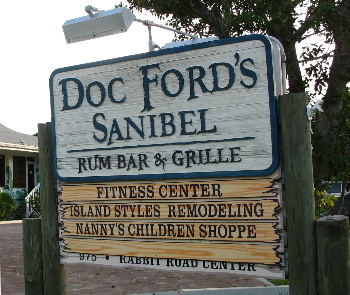 DOC FORD'S
SANIBEL
RUM BAR & GRILLE
FITNESS CENTER
ISLAND STYLES REMODELING
NANNY'S CHILDREN SHOPPE
975 • RABBIT ROAD CENTER